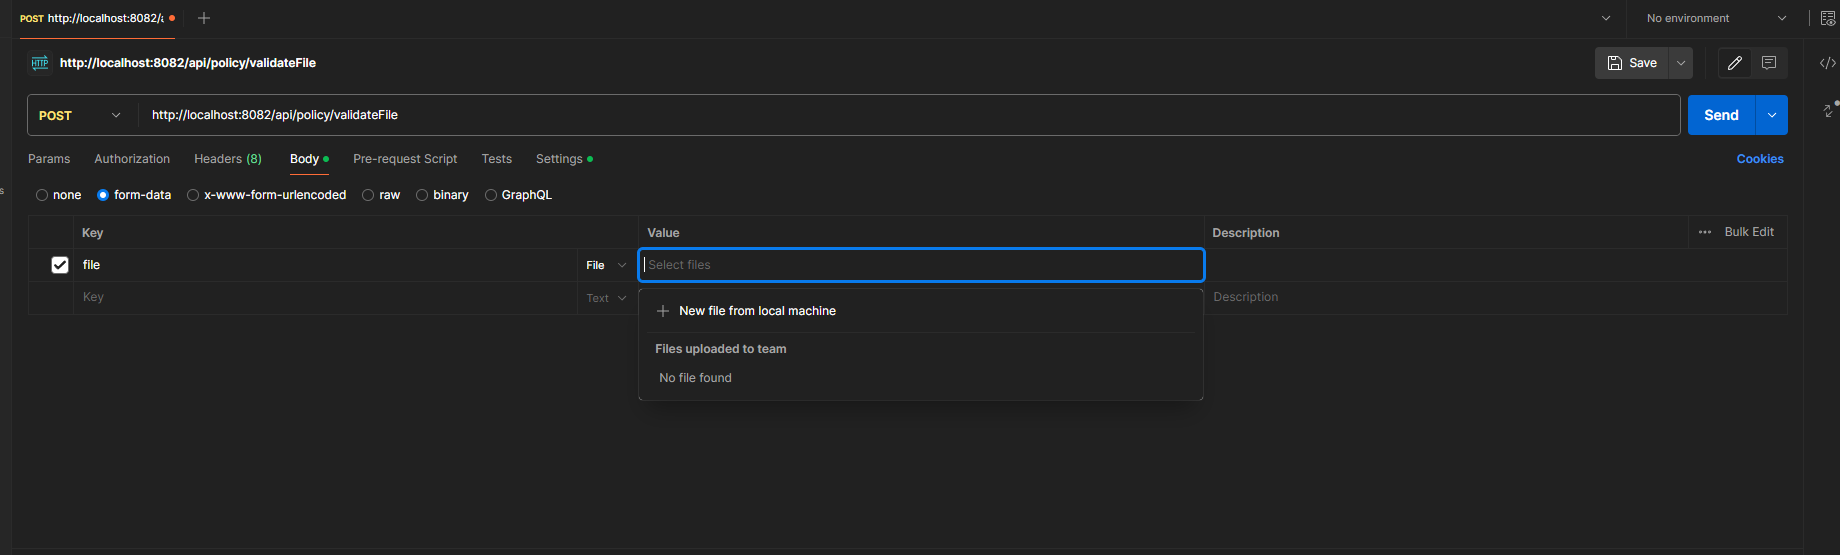 POST http://localhost:8082/a
No environment
HTTP http://localhost:8082/api/policy/validateFile
Save
POST http://localhost:8082/api/policy/validateFile
Send
Params Authorization Headers (8) Body Pre-request Script Tests Settings
Cookies
none form-data x-www-form-urlencoded raw binary GraphQL
Key Value Description ••• Bulk Edit
file File Select files
Key Text Description
New file from local machine
Files uploaded to team
No file found
s